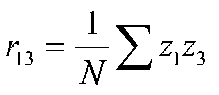 r₁₃ = 1/N ∑ z₁z₃